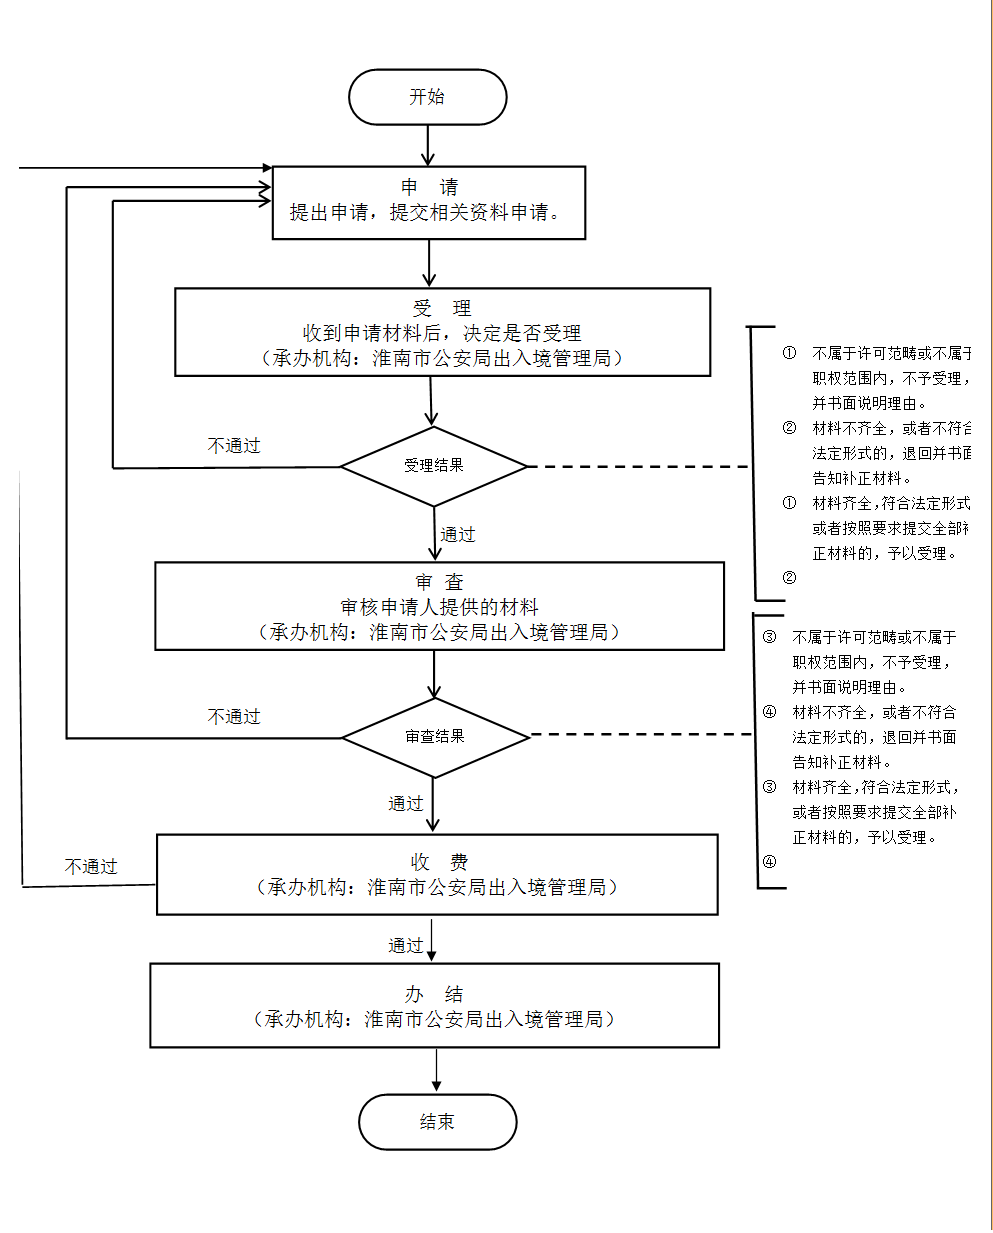 开始
申 请
提出申请，提交相关资料申请。
受 理
收到申请材料后，决定是否受理
（承办机构：淮南市公安局出入境管理局）
不通过
受理结果
通过
① 不属于许可范畴或不属于
职权范围内，不予受理，
并书面说明理由。
② 材料不齐全，或者不符合
法定形式的，退回并书面
告知补正材料。
① 材料齐全，符合法定形式
或者按照要求提交全部补
正材料的，予以受理。
②
审 查
审核申请人提供的材料
（承办机构：淮南市公安局出入境管理局）
不通过
审查结果
通过
③ 不属于许可范畴或不属于
职权范围内，不予受理，
并书面说明理由。
④ 材料不齐全，或者不符合
法定形式的，退回并书面
告知补正材料。
③ 材料齐全，符合法定形式，
或者按照要求提交全部补
正材料的，予以受理。
④
不通过
收 费
（承办机构：淮南市公安局出入境管理局）
通过
办 结
（承办机构：淮南市公安局出入境管理局）
结束